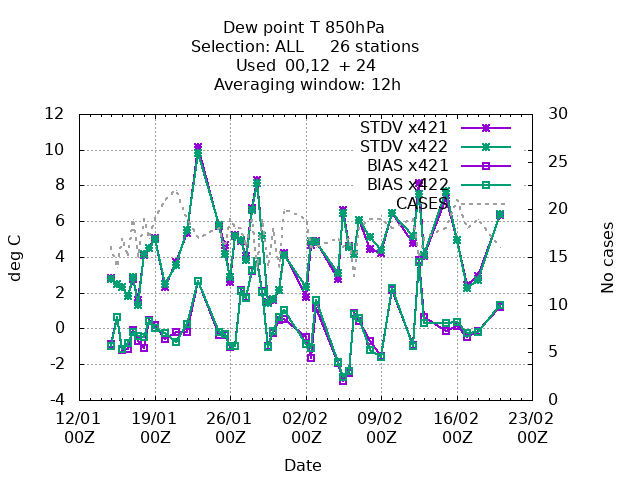 Dew point T 850hPa
Selection: ALL     26 stations
Used  00,12  + 24
Averaging window: 12h
12
10
8
6
4
2
0
-2
-4
30
25
20
15
10
5
0
deg C
No cases
STDV x421
STDV x422
BIAS x421
BIAS x422
CASES
12/01 19/01 26/01 02/02 09/02 16/02 23/02
00Z 00Z 00Z 00Z 00Z 00Z 00Z
Date